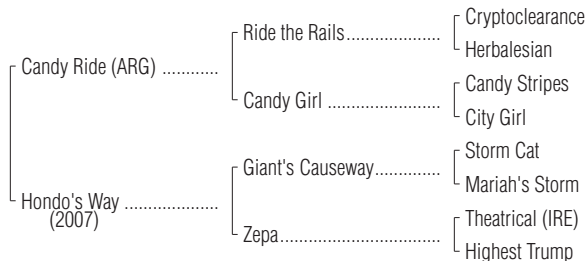 Cryptoclearance
Ride the Rails
Herbalesian
Candy Ride (ARG)
Candy Stripes
Candy Girl
City Girl
Storm Cat
Giant's Causeway
Mariah's Storm
Hondo's Way
(2007)
Theatrical (IRE)
Zepa
Highest Trump